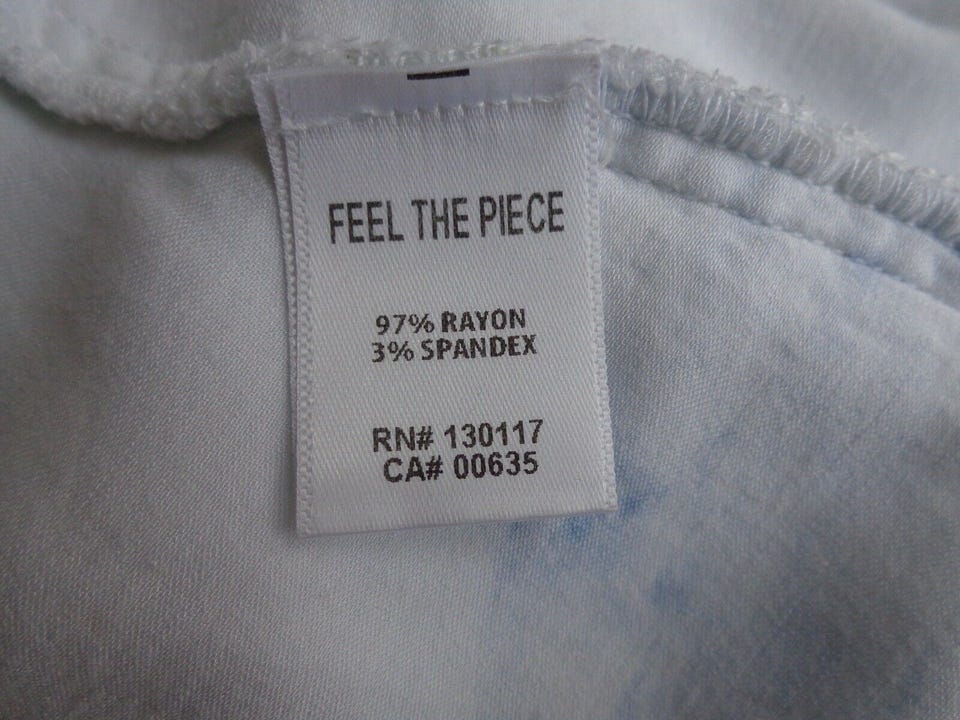 FEEL THE PIECE
97% RAYON
3% SPANDEX
RN# 130117
CA# 00635